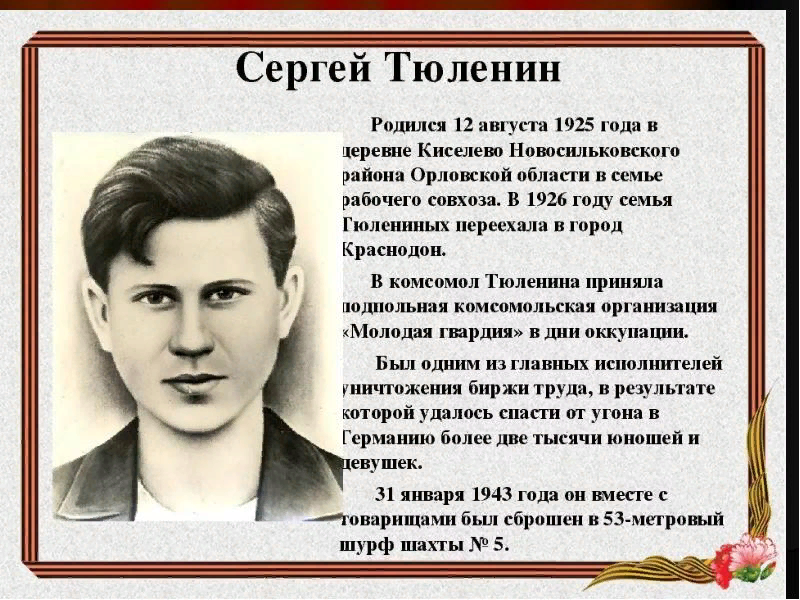 Сергей Тюленин
Родился 12 августа 1925 года в
деревне Киселево Новосильковского
района Орловской области в семье
рабочего совхоза. В 1926 году семья
Тюлениных переехала в город
Краснодон.
В комсомол Тюленина приняла
подпольная комсомольская организация
«Молодая гвардия» в дни оккупации.
Был одним из главных исполнителей
уничтожения биржи труда, в результате
которой удалось спасти от угона в
Германию более две тысячи юношей и
девушек.
31 января 1943 года он вместе с
товарищами был сброшен в 53-метровый
шурф шахты № 5.